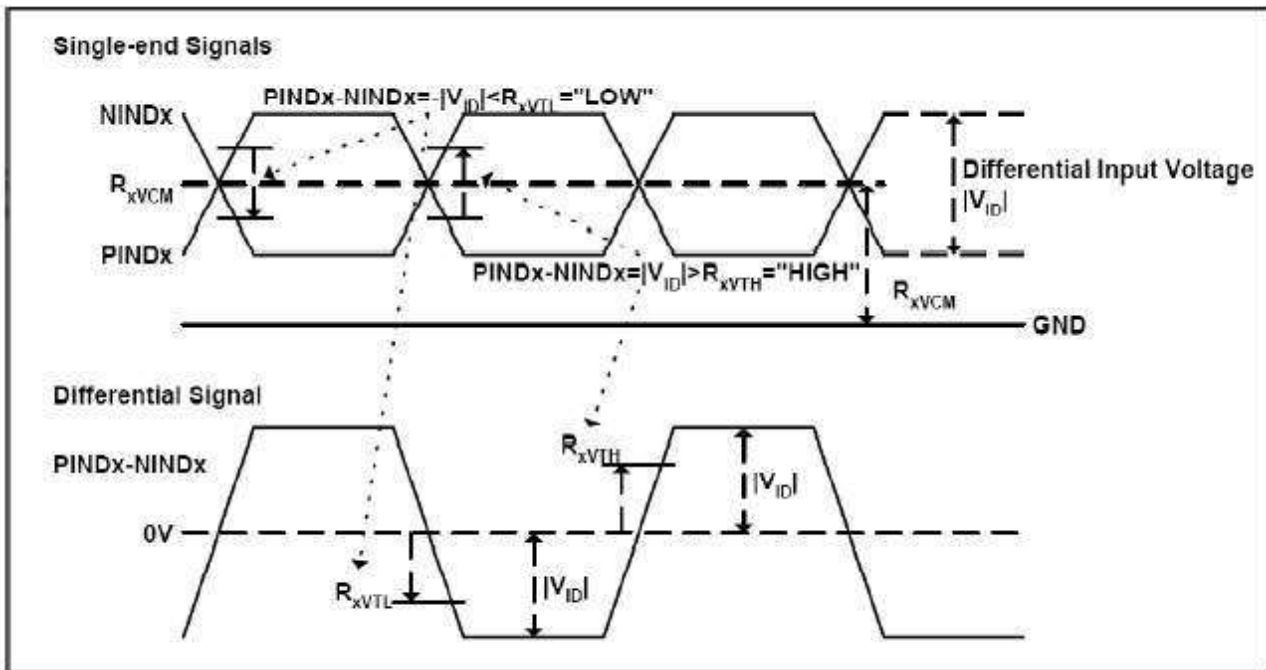 Single-end Signals
PINDx-NINDx=-|VID|<RxVTL="LOW"
NINDx
RxVCM
Differential Input Voltage
|VID|
PINDx
PINDx-NINDx=|VID|>RxVTH="HIGH"
RxVCM
GND
Differential Signal
PINDx-NINDx
RxVTH
|VID|
0V
RxVTL
|VID|